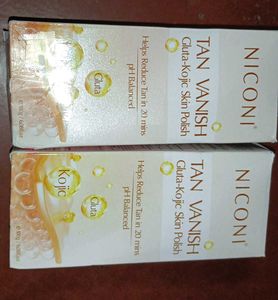 NICONI
TAN VANISH
Gluta-Kojic Skin Polish
Helps Reduce Tan in 20 mins
pH Balanced
Gluta
NICONI
TAN VANISH
Gluta-Kojic Skin Polish
Helps Reduce Tan in 20 mins
pH Balanced
Gluta
Kojic